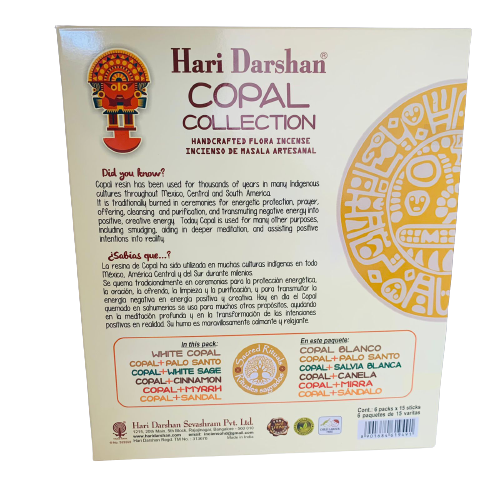 Hari Darshan®
COPAL
COLLECTION
HANDCRAFTED FLORA INCENSE
INCIENSO DE MASALA ARTESANAL
Did you know?
Copal resin has been used for thousands of years in many Indigenous
cultures throughout Mexico, Central and South America.
It is traditionally burned in ceremonies for energetic protection, prayer,
offering, cleansing and purification, and transmuting negative energy into
positive, creative energy. Today Copal is used for many other purposes,
including smudging, aiding in deeper meditation, and assisting positive
intentions into reality.
¿Sabias que...?
La resina de Copal ha sido utilizada en muchas culturas indigenas en todo
México, América Central y del Sur durante milenios.
Se quema tradicionalmente en ceremonias para la protección energética,
la oración, la ofrenda, la limpieza y la purificación, y para transmutar la
energía negativa en energía positiva y creativa. Hoy en día el Copal
quemado en sahumerios se usa para muchos otros propósitos, ayudando
en la meditación profunda y en la transformación de las intenciones
positivas en realidad. Su humo es maravillosamente calmante y relajante.
In this pack:
WHITE COPAL
COPAL+PALO SANTO
COPAL+WHITE SAGE
COPAL+CINNAMON
COPAL+MYRRH
COPAL+SANDAL
Sacred Rituals
En este paquete:
COPAL BLANCO
COPAL+PALO SANTO
COPAL+SALVIA BLANCA
COPAL+CANELA
COPAL+MIRRA
COPAL+SÁNDALO
Cont.: 6 packs x 15 sticks
6 paquetes de 15 varitas
Hari Darshan Sevashram Pvt. Ltd.
www.haridarshan.com
Made in India